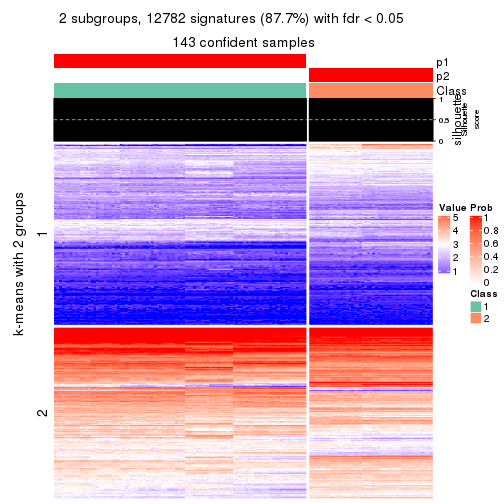 2 subgroups, 12782 signatures (87.7%) with fdr < 0.05
143 confident samples
p1
p2
Class
1
0.5
0
silhouette
Silhouette
score
k-means with 2 groups
1
2
Value
5
4
3
2
1
Prob
1
0.8
0.6
0.4
0.2
0
Class
1
2